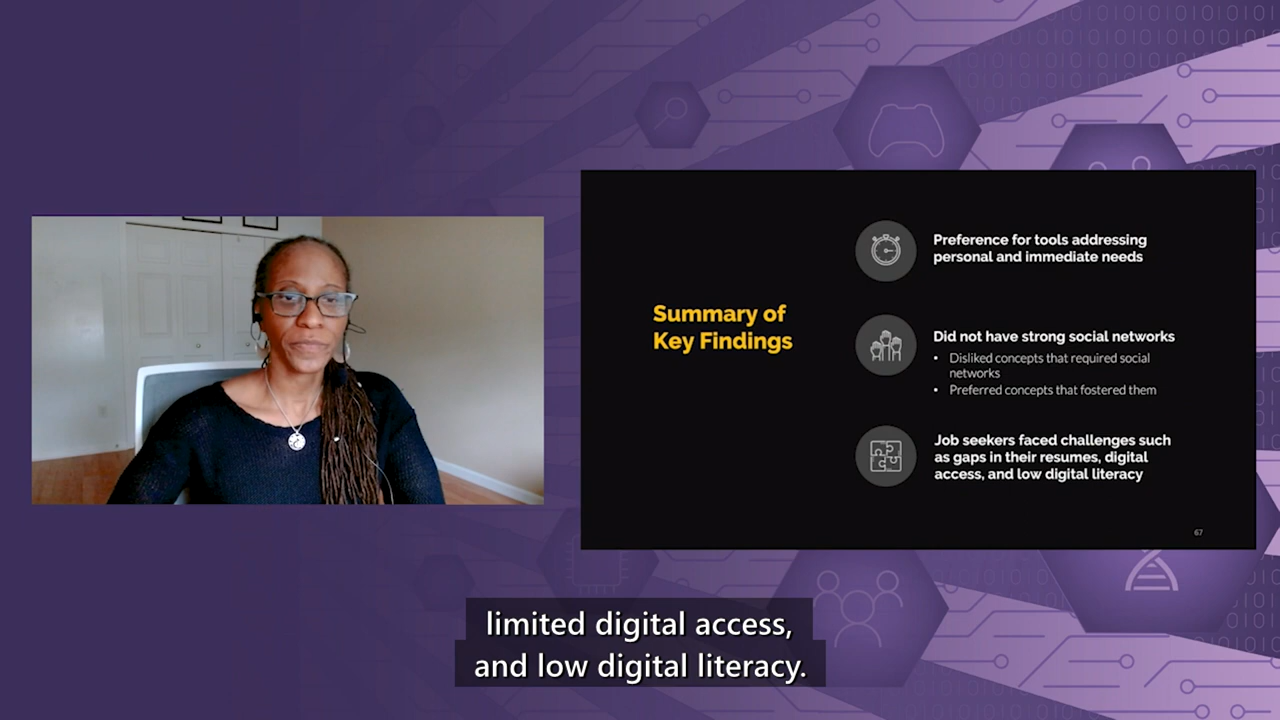 Summary of
Key Findings
Preference for tools addressing
personal and immediate needs
Did not have strong social networks
• Disliked concepts that required social
networks
• Preferred concepts that fostered them
Job seekers faced challenges such
as gaps in their resumes, digital
access, and low digital literacy
67
limited digital access,
and low digital literacy.